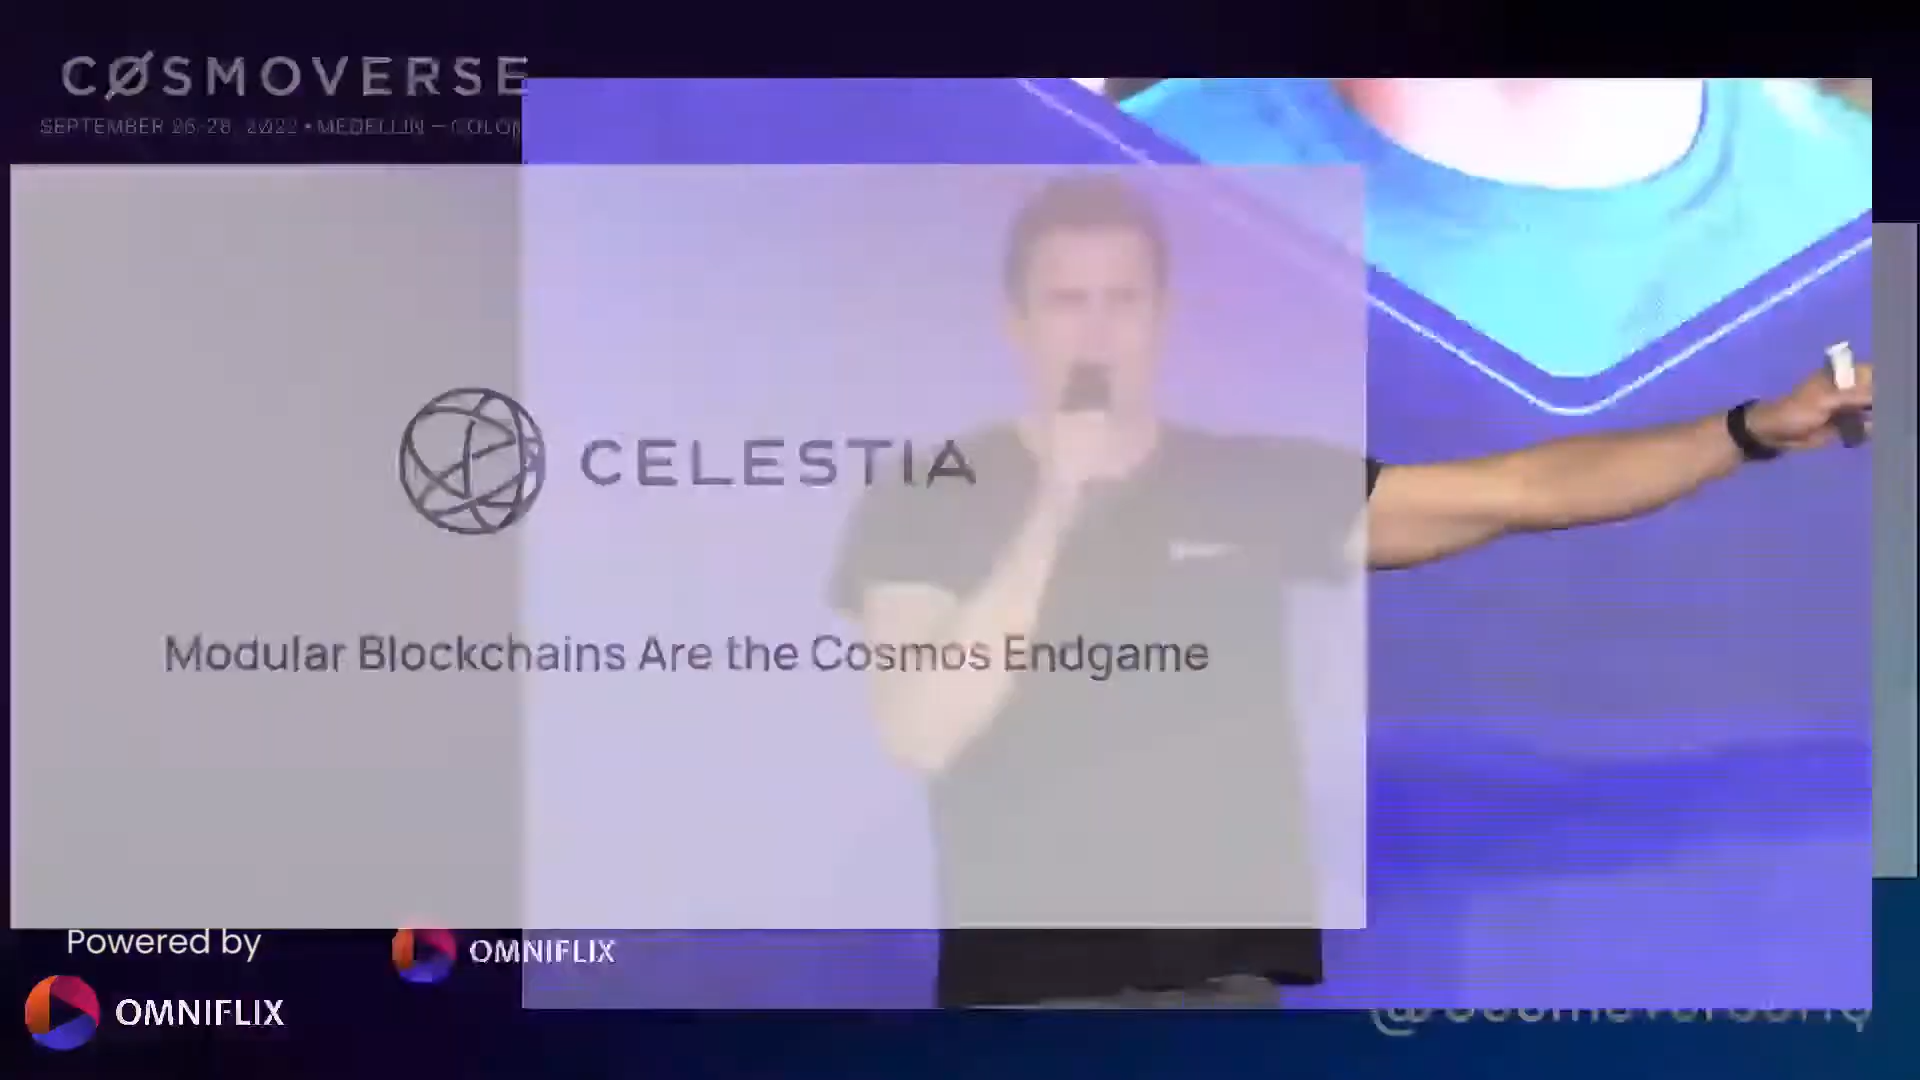 CØSMOVERSE
SEPTEMBER 26-28, 2022 • MEDELLIN —
CELESTIA
Modular Blockchains Are the Cosmos Endgame
Powered by
OMNIFLIX
OMNIFLIX